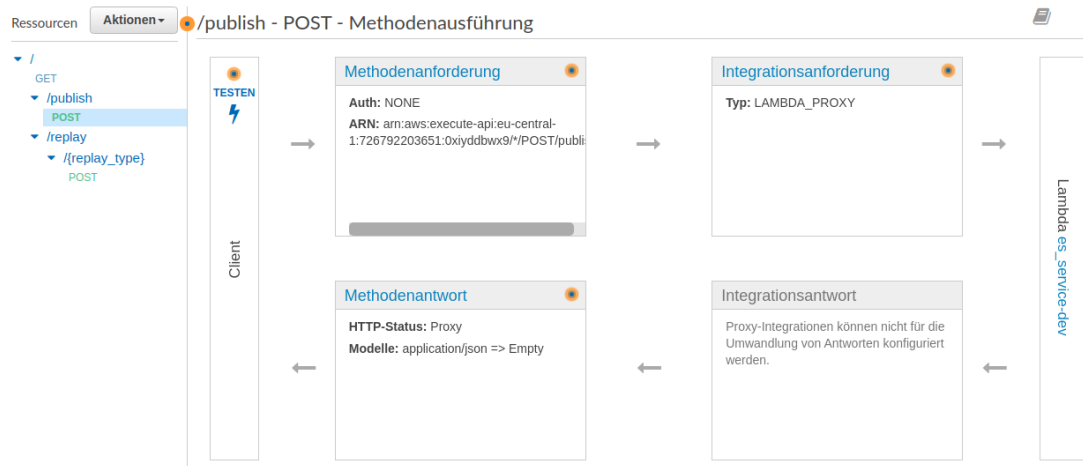 Ressourcen
Aktionen
/publish - POST - Methodenausführung
/
GET
/publish
POST
/replay
/{replay_type}
POST
TESTEN
Client
Methodenanforderung
Auth: NONE
ARN: arn:aws:execute-api:eu-central-
1:726792203651:0xiyddbwx9/*/POST/publi
Integrationsanforderung
Typ: LAMBDA_PROXY
Methodenantwort
HTTP-Status: Proxy
Modelle: application/json => Empty
Integrationsantwort
Proxy-Integrationen können nicht für die
Umwandlung von Antworten konfiguriert
werden.
Lambda es_service-dev